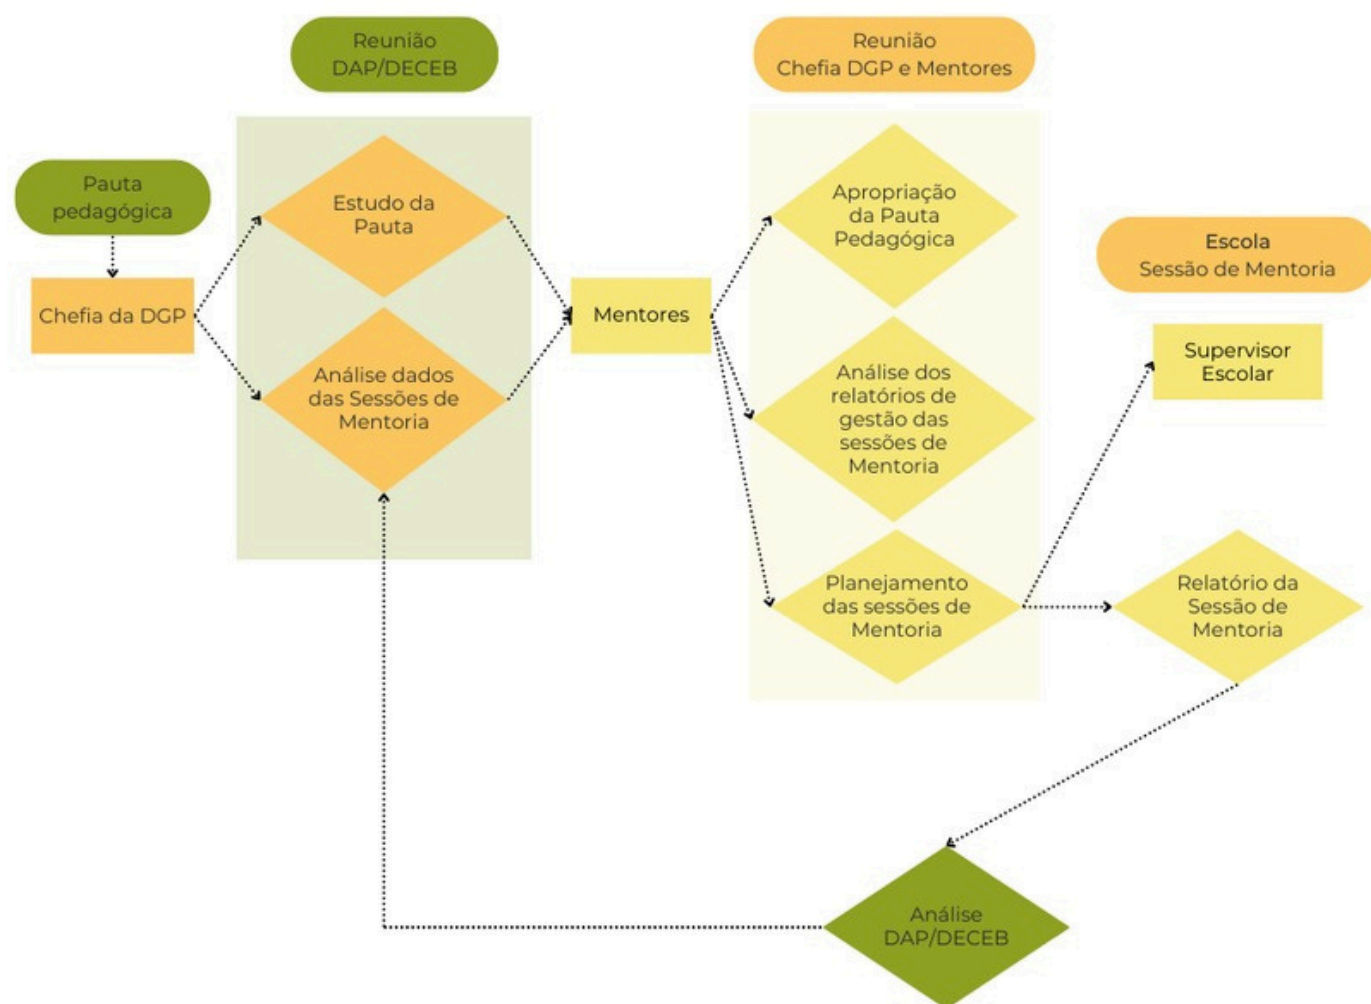 Reunião
DAP/DECEB
Reunião
Chefia DGP e Mentores
Pauta
pedagógica
Chefia da DGP
Estudo da
Pauta
Análise dados
das Sessões de
Mentoria
Mentores
Apropriação
da Pauta
Pedagógica
Análise dos
relatórios de
gestão das
sessões de
Mentoria
Planejamento
das sessões de
Mentoria
Escola
Sessão de Mentoria
Supervisor
Escolar
Relatório da
Sessão de
Mentoria
Análise
DAP/DECEB